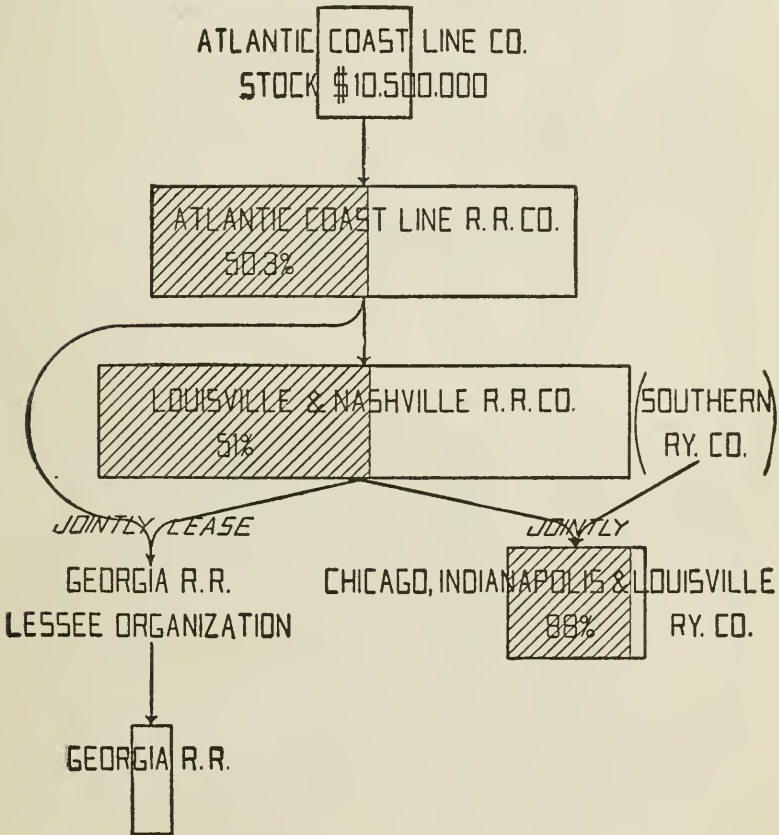 ATLANTIC COAST LINE CO.
STOCK $10.500.000
ATLANTIC COAST LINE R.R.CO.
50.3%
LOUISVILLE & NASHVILLE R.R.CO.
51%
(SOUTHERN
RY. CO.)
JOINTLY LEASE
JOINTLY
GEORGIA R.R.
LESSEE ORGANIZATION
CHICAGO, INDIANAPOLIS & LOUISVILLE
88%
RY. CO.
GEORGIA R.R.